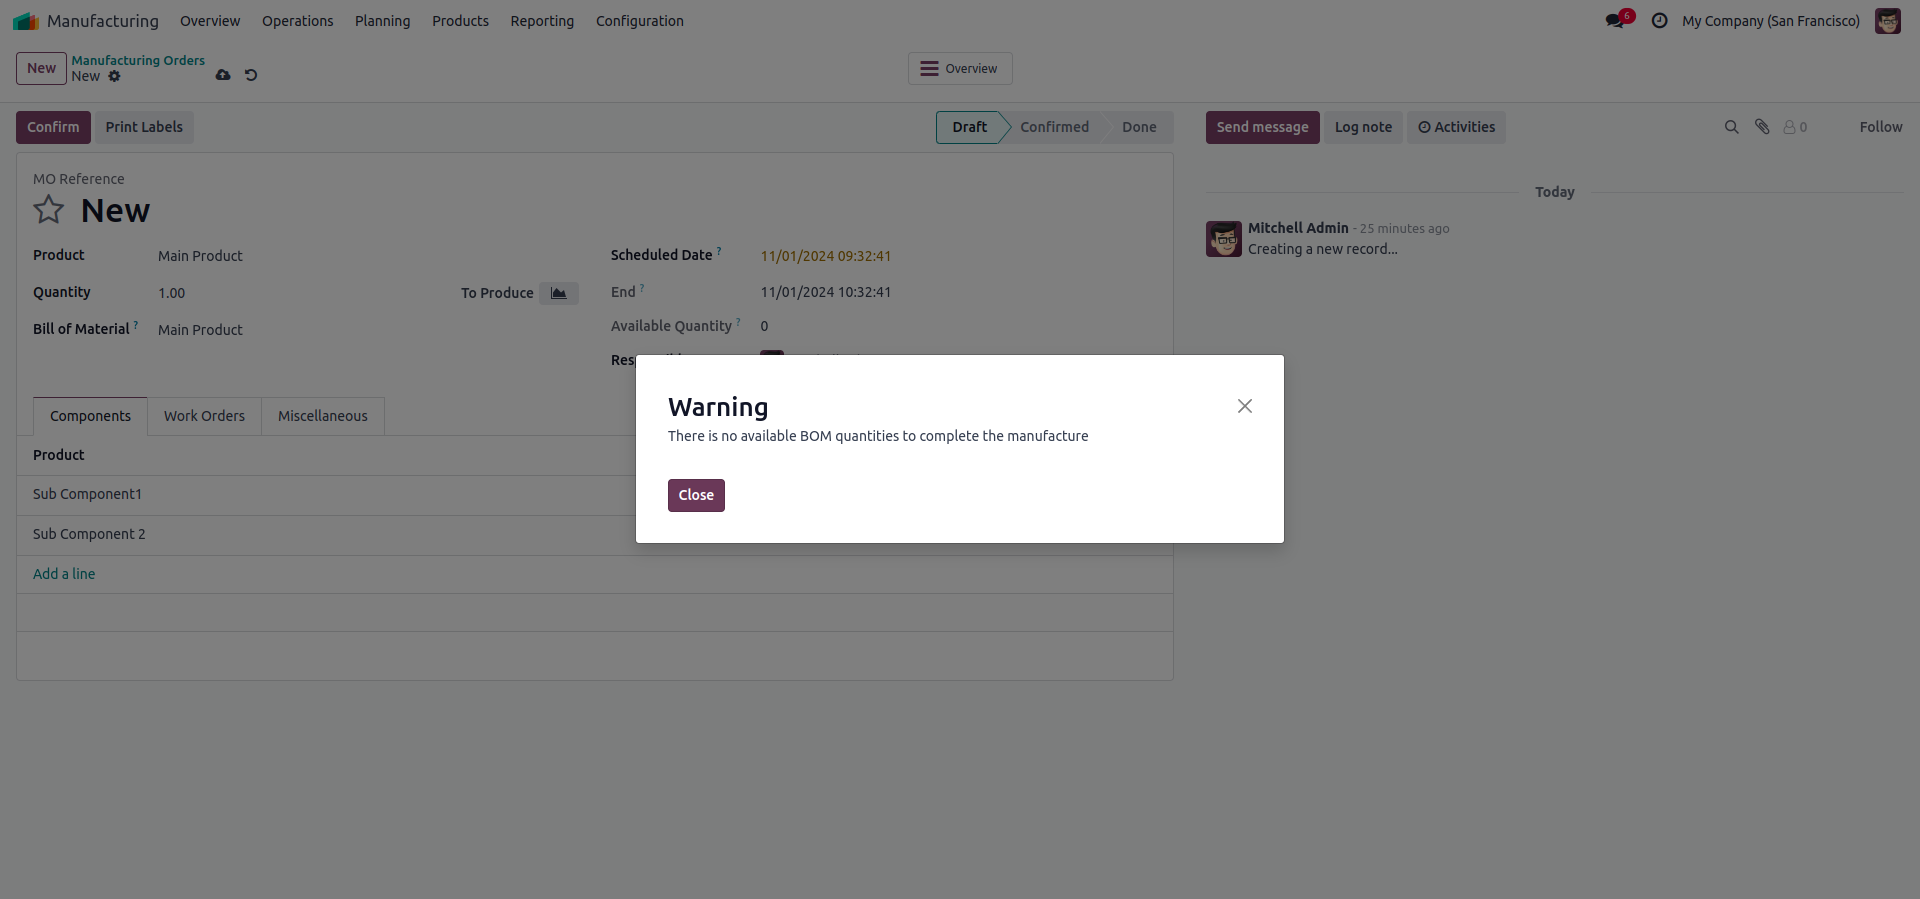 Manufacturing Overview Operations Planning Products Reporting Configuration 6 My Company (San Francisco)
New Manufacturing Orders
New
Overview
Confirm Print Labels Draft Confirmed Done Send message Log note Activities 0 Follow
MO Reference
New
Today
Mitchell Admin - 25 minutes ago
Creating a new record...
Product Main Product Scheduled Date ? 11/01/2024 09:32:41
Quantity 1.00 To Produce End ? 11/01/2024 10:32:41
Bill of Material ? Main Product Available Quantity ? 0
Components Work Orders Miscellaneous
Product
Sub Component1
Sub Component 2
Add a line
Warning
There is no available BOM quantities to complete the manufacture
Close